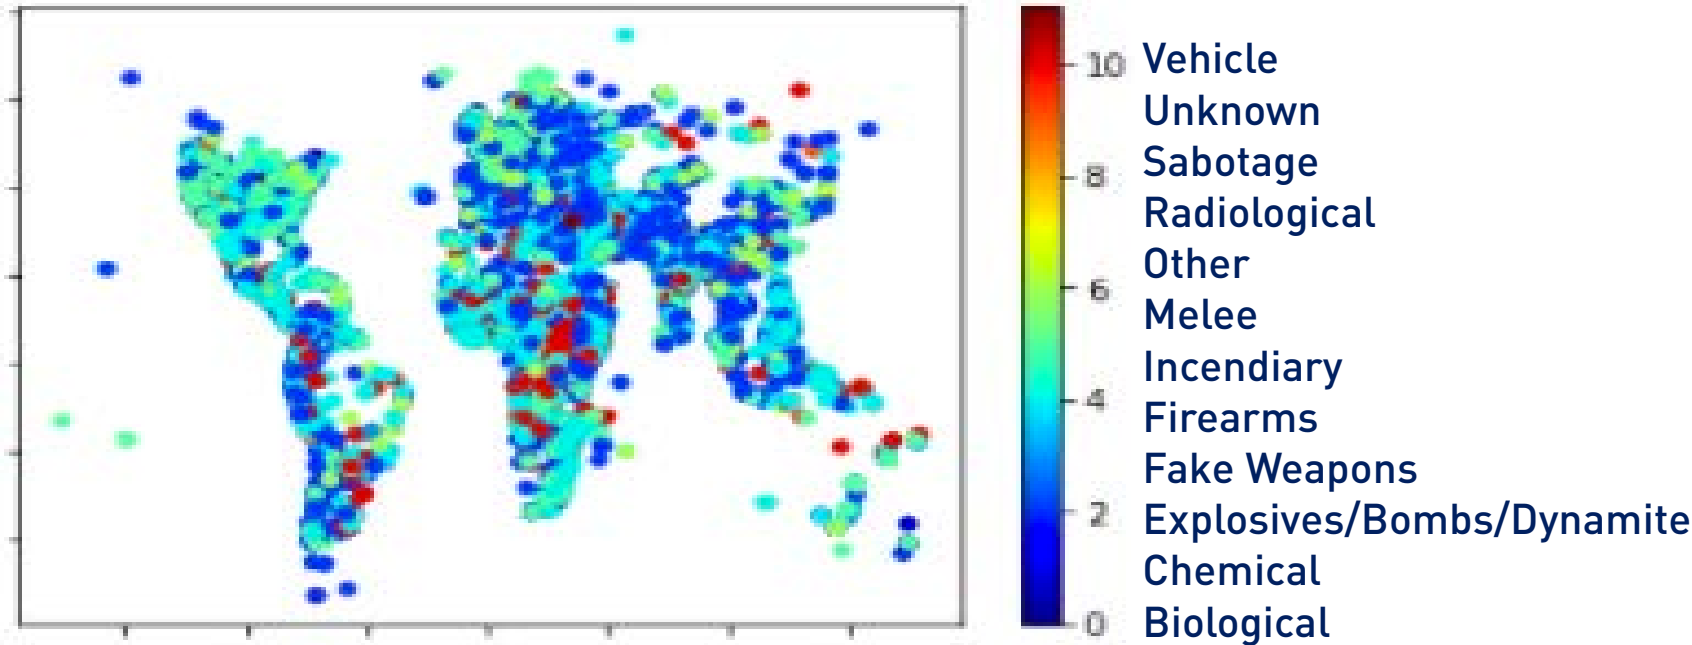 10 Vehicle
Unknown
8 Sabotage
Radiological
Other
6
Melee
Incendiary
4
Firearms
Fake Weapons
2 Explosives/Bombs/Dynamite
Chemical
0 Biological